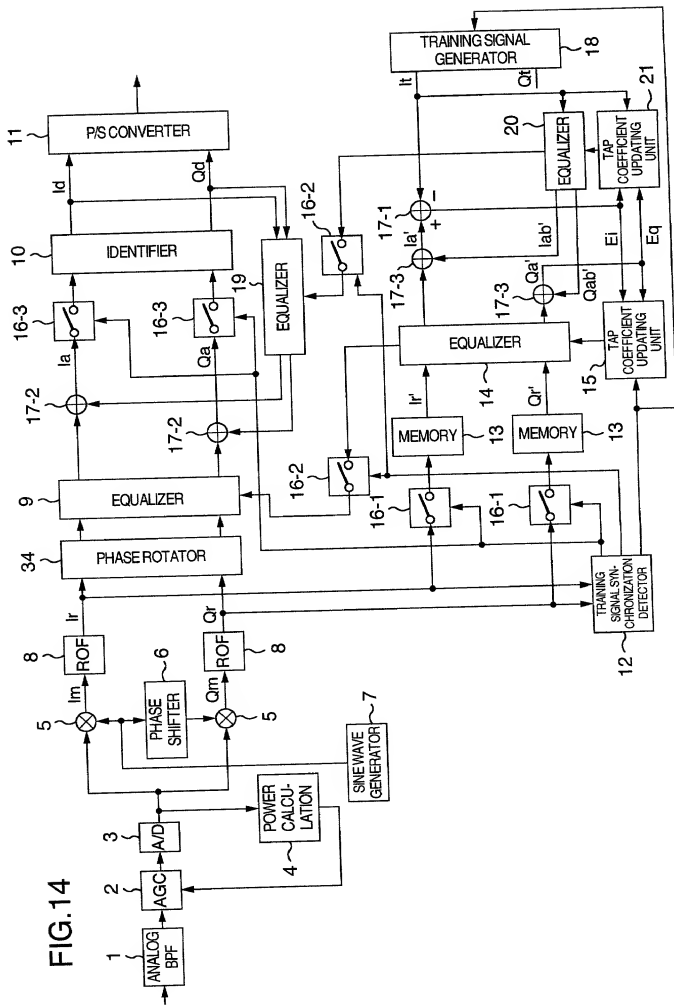 FIG.14
1
ANALOG
BPF
2
AGC
3
A/D
4
POWER
CALCU-
LATION
5
5
6
PHASE
SHIFTER
7
SINE WAVE
GENERATOR
Im
Qm
8
ROF
8
ROF
Ir
Qr
34
PHASE ROTATOR
9
EQUALIZER
17-2
17-2
Ia
Qa
16-3
16-3
10
IDENTIFIER
Id
Qd
11
P/S CONVERTER
19
EQUALIZER
16-2
16-2
16-1
16-1
12
TRAINING
SIGNAL SYN-
CHRONIZATION
DETECTOR
MEMORY
13
MEMORY
13
Ir'
Qr'
EQUALIZER
14
15
TAP
COEFFICIENT
UPDATING
UNIT
17-3
17-3
Ia'
Qa'
17-1
+
−
Iab'
Qab'
Ei
Eq
20
EQUALIZER
21
TAP
COEFFICIENT
UPDATING
UNIT
It
Qt
TRAINING SIGNAL
GENERATOR
18